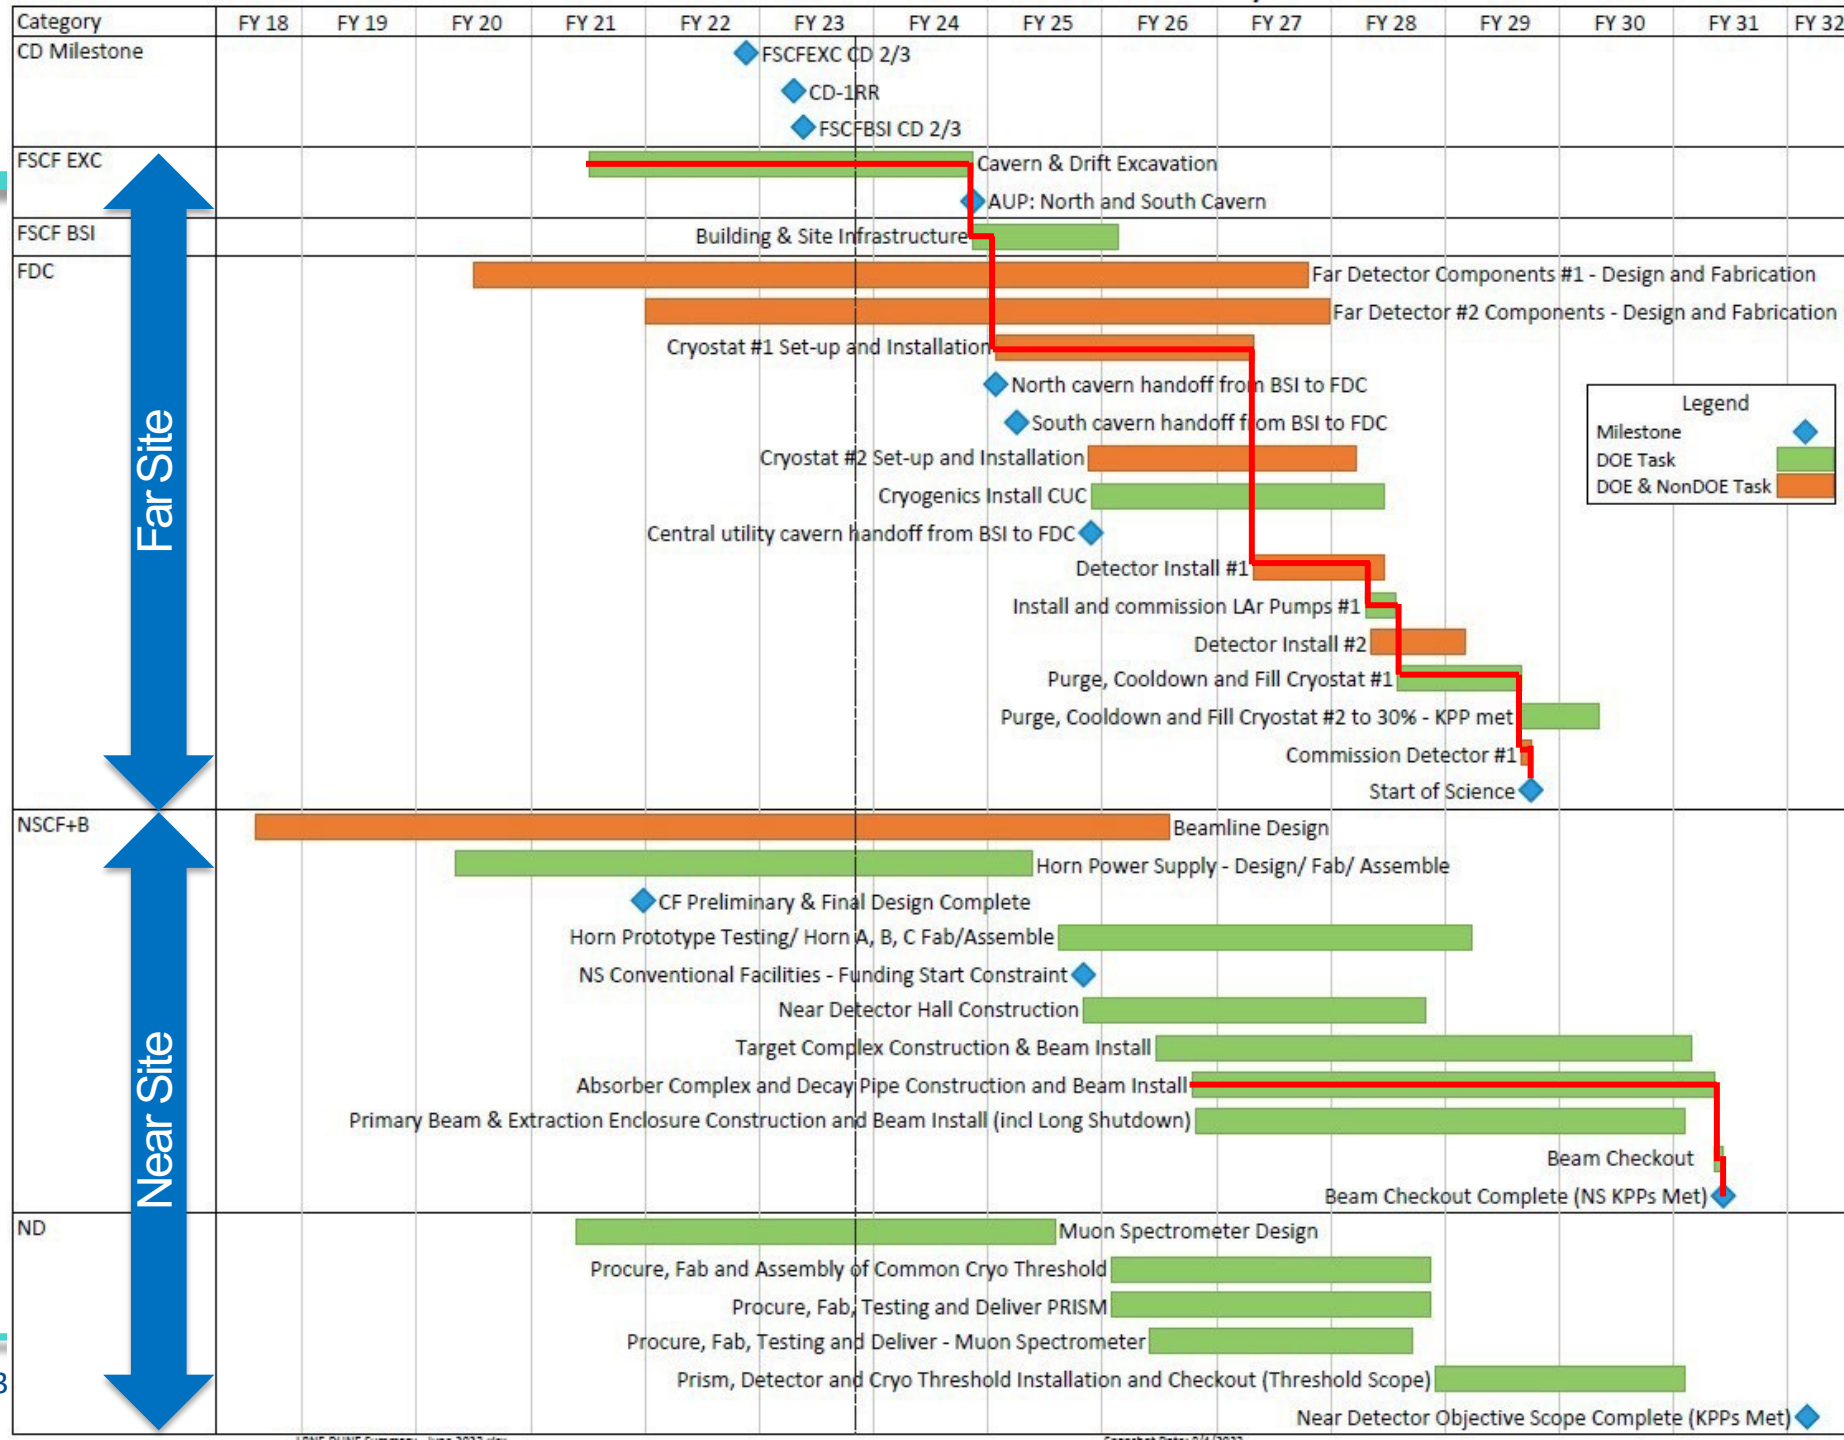 Category FY 18 FY 19 FY 20 FY 21 FY 22 FY 23 FY 24 FY 25 FY 26 FY 27 FY 28 FY 29 FY 30 FY 31 FY 32
CD Milestone
FSCFEXC CD 2/3
CD-1RR
FSCFBSI CD 2/3
FSCF EXC
Cavern & Drift Excavation
AUP: North and South Cavern
FSCF BSI
Building & Site Infrastructure
FDC
Far Detector Components #1 - Design and Fabrication
Far Detector #2 Components - Design and Fabrication
Cryostat #1 Set-up and Installation
North cavern handoff from BSI to FDC
South cavern handoff from BSI to FDC
Cryostat #2 Set-up and Installation
Cryogenics Install CUC
Central utility cavern handoff from BSI to FDC
Detector Install #1
Install and commission LAr Pumps #1
Detector Install #2
Purge, Cooldown and Fill Cryostat #1
Purge, Cooldown and Fill Cryostat #2 to 30% - KPP met
Commission Detector #1
Start of Science
Legend
Milestone
DOE Task
DOE & NonDOE Task
Far Site
NSCF+B
Beamline Design
Horn Power Supply - Design/ Fab/ Assemble
CF Preliminary & Final Design Complete
Horn Prototype Testing/ Horn A, B, C Fab/Assemble
NS Conventional Facilities - Funding Start Constraint
Near Detector Hall Construction
Target Complex Construction & Beam Install
Absorber Complex and Decay Pipe Construction and Beam Install
Primary Beam & Extraction Enclosure Construction and Beam Install (incl Long Shutdown)
Beam Checkout
Beam Checkout Complete (NS KPPs Met)
Near Site
ND
Muon Spectrometer Design
Procure, Fab and Assembly of Common Cryo Threshold
Procure, Fab, Testing and Deliver PRISM
Procure, Fab, Testing and Deliver - Muon Spectrometer
Prism, Detector and Cryo Threshold Installation and Checkout (Threshold Scope)
Near Detector Objective Scope Complete (KPPs Met)